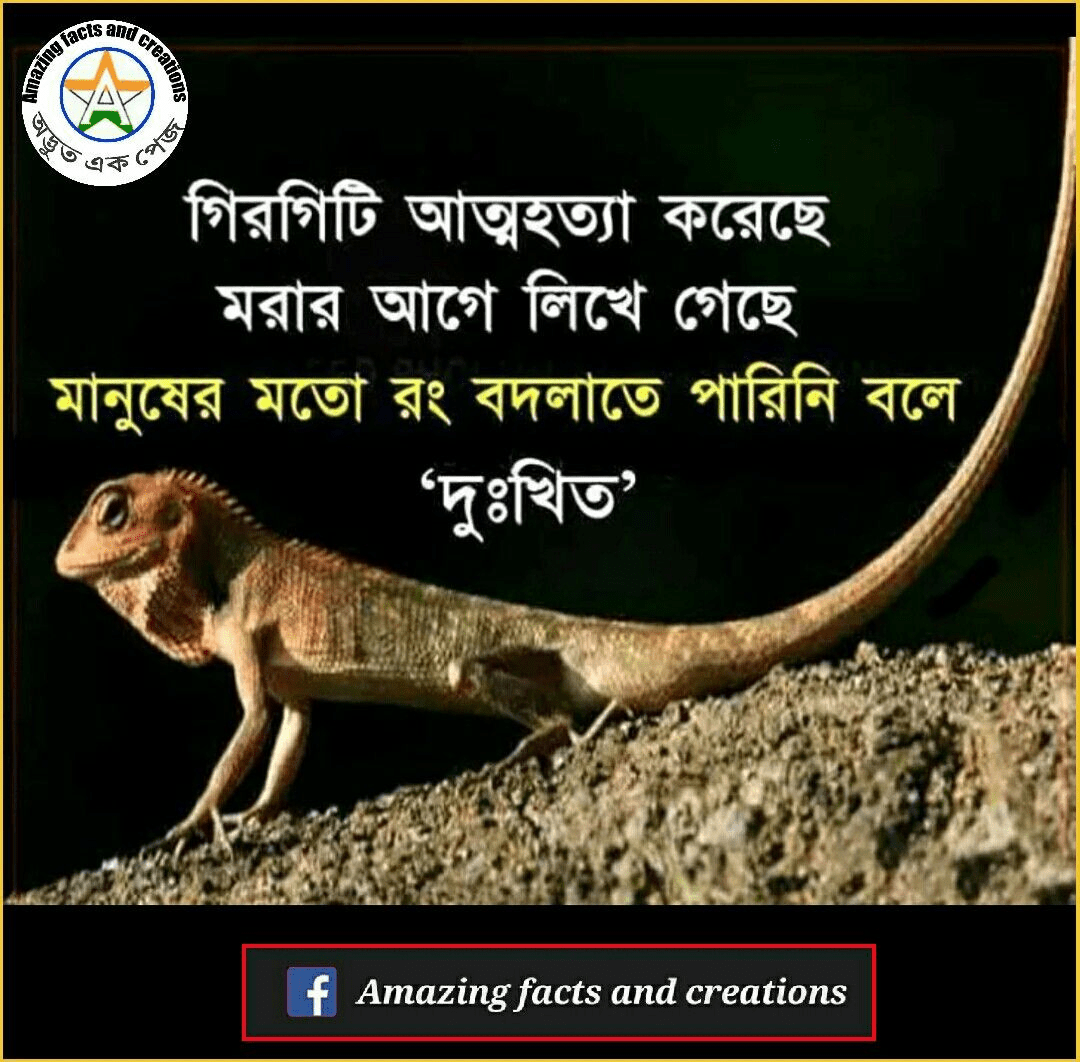 Amazing facts and creations
অদ্ভুত এক পেজ
গিরগিটি আত্মহত্যা করেছে
মরার আগে লিখে গেছে
মানুষের মতো রং বদলাতে পারিনি বলে
‘দুঃখিত’
Amazing facts and creations